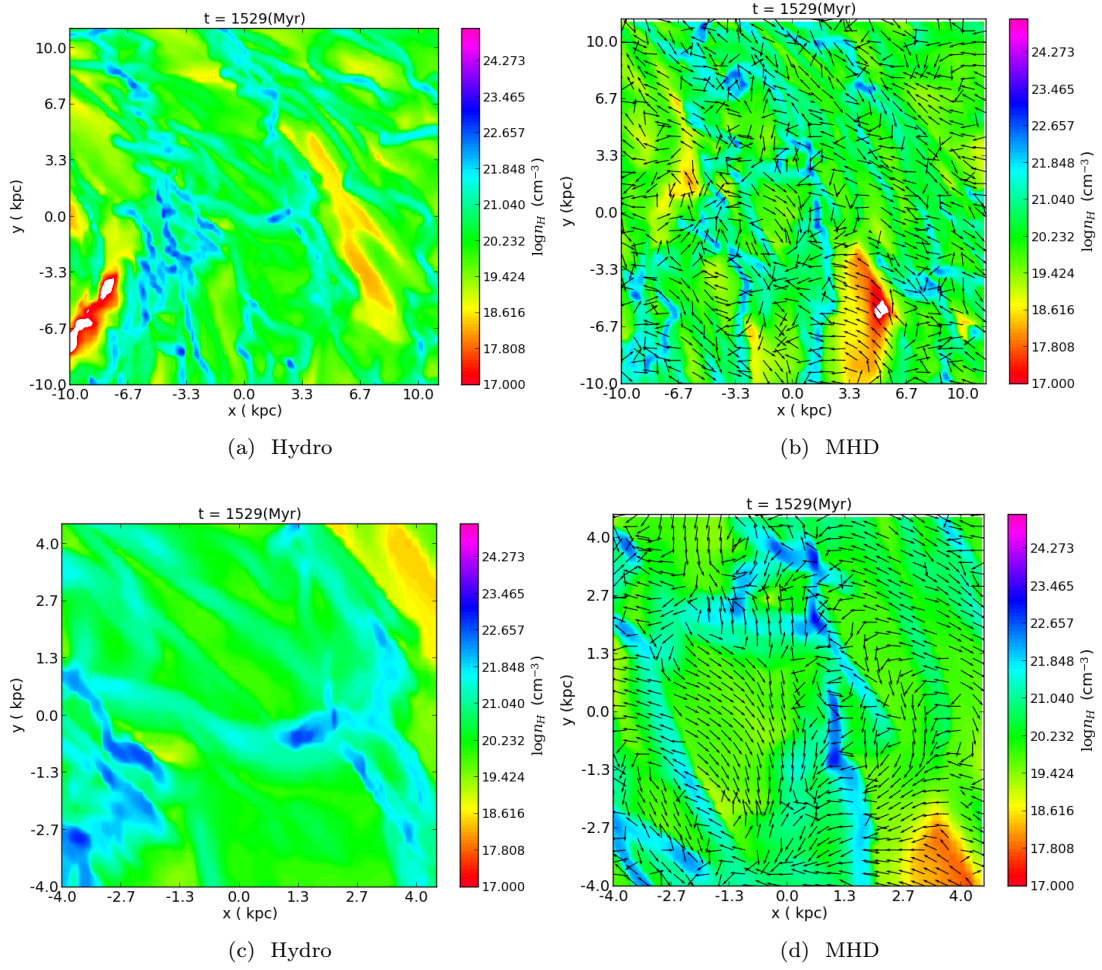 t = 1529(Myr)
10.0
6.7
3.3
0.0
-3.3
-6.7
-10.0
-10.0 -6.7 -3.3 0.0 3.3 6.7 10.0
x ( kpc)
y ( kpc)
24.273
23.465
22.657
21.848
21.040
20.232
19.424
18.616
17.808
17.000
logn_H (cm⁻³)
(a) Hydro
t = 1529(Myr)
10.0
6.7
3.3
0.0
-3.3
-6.7
-10.0
-10.0 -6.7 -3.3 0.0 3.3 6.7 10.0
x ( kpc)
y (kpc)
24.273
23.465
22.657
21.848
21.040
20.232
19.424
18.616
17.808
17.000
logn_H (cm⁻³)
(b) MHD
t = 1529(Myr)
4.0
2.7
1.3
0.0
-1.3
-2.7
-4.0
-4.0 -2.7 -1.3 0.0 1.3 2.7 4.0
x ( kpc)
y ( kpc)
24.273
23.465
22.657
21.848
21.040
20.232
19.424
18.616
17.808
17.000
logn_H (cm⁻³)
(c) Hydro
t = 1529(Myr)
4.0
2.7
1.3
0.0
-1.3
-2.7
-4.0
-4.0 -2.7 -1.3 0.0 1.3 2.7 4.0
x ( kpc)
y (kpc)
24.273
23.465
22.657
21.848
21.040
20.232
19.424
18.616
17.808
17.000
logn_H (cm⁻³)
(d) MHD